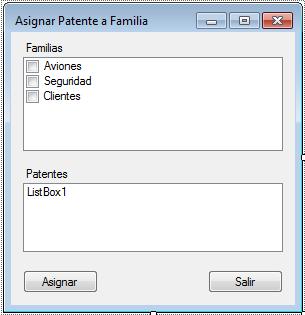 Asignar Patente a Familia
Familias
Aviones
Seguridad
Clientes
Patentes
ListBox1
Asignar
Salir